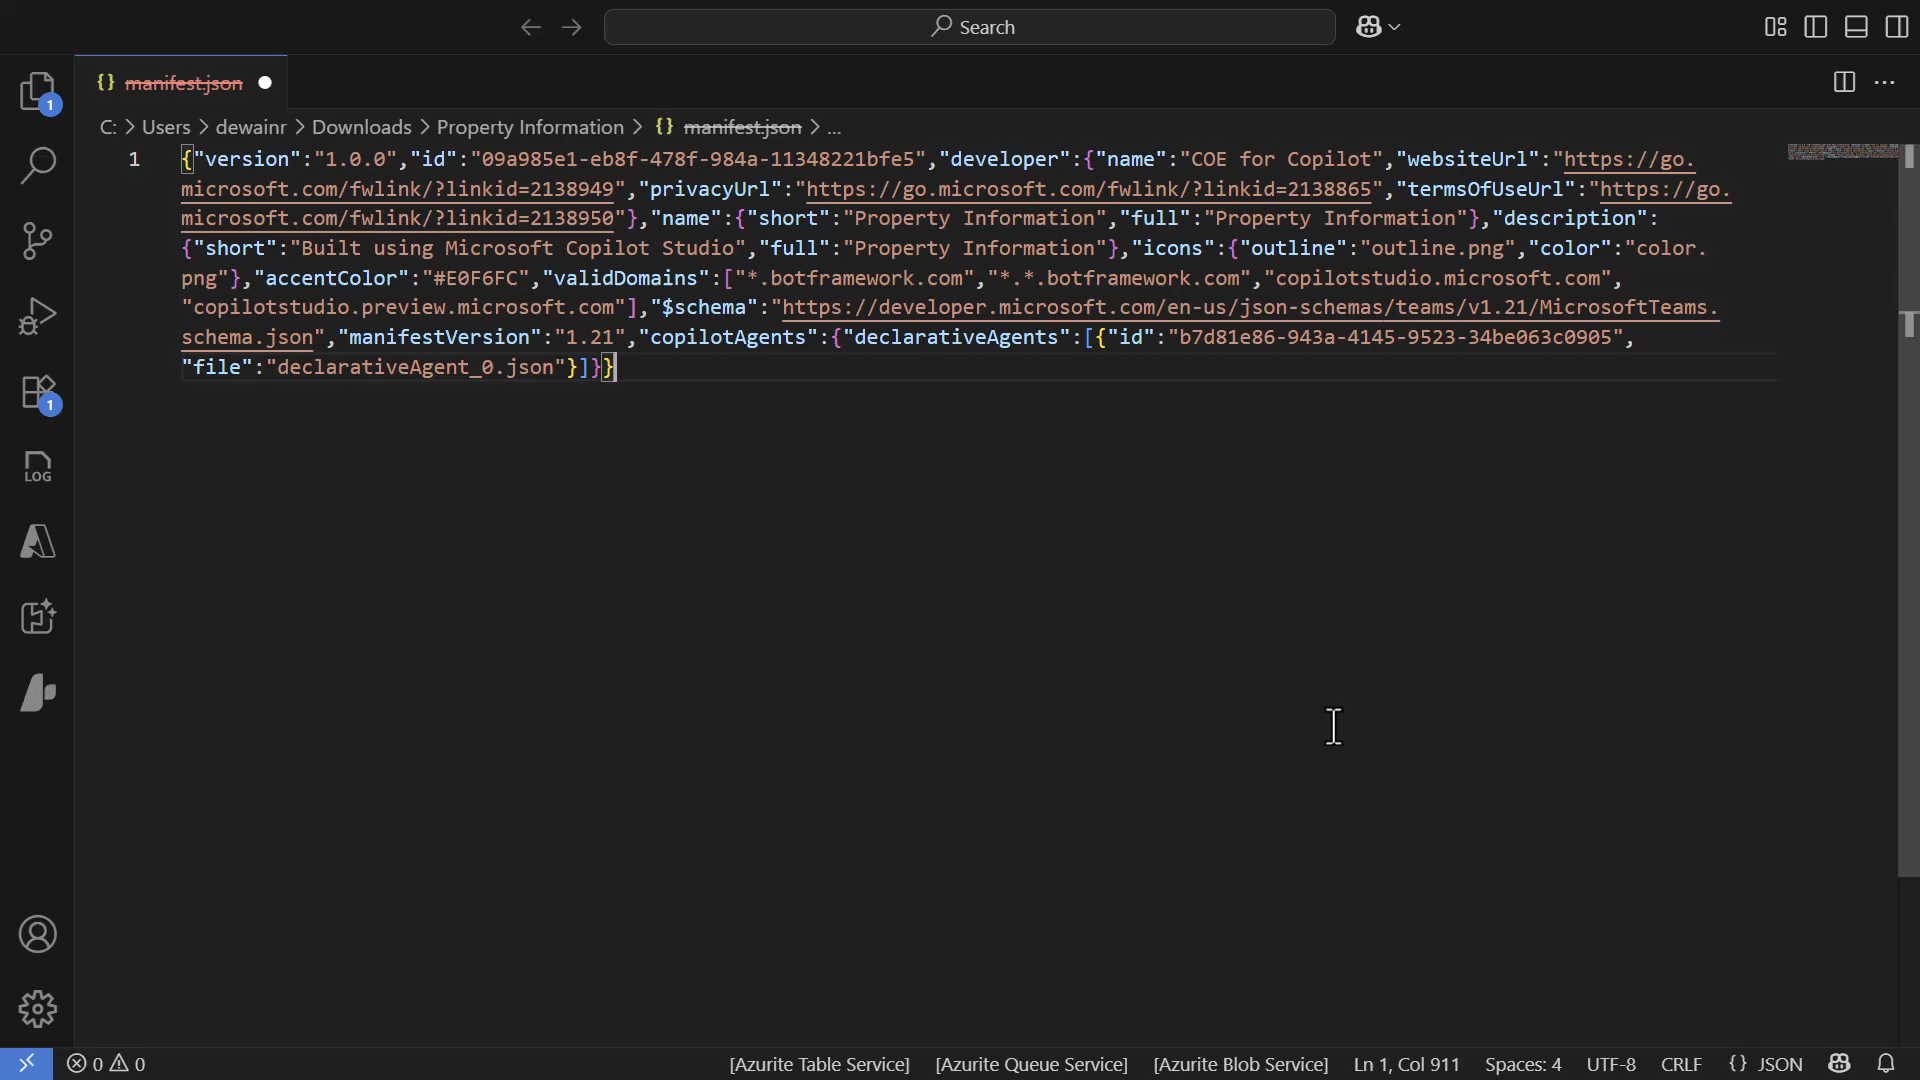 Search
{} manifest.json
C: > Users > dewainr > Downloads > Property Information > {} manifest.json > ...
1
1 {"version":"1.0.0","id":"09a985e1-eb8f-478f-984a-11348221bfe5","developer":{"name":"COE for Copilot","websiteUrl":"https://go.
microsoft.com/fwlink/?linkid=2138949","privacyUrl":"https://go.microsoft.com/fwlink/?linkid=2138865","termsOfUseUrl":"https://go.
microsoft.com/fwlink/?linkid=2138950"},"name":{"short":"Property Information","full":"Property Information"},"description":
{"short":"Built using Microsoft Copilot Studio","full":"Property Information"},"icons":{"outline":"outline.png","color":"color.
png"},"accentColor":"#E0F6FC","validDomains":["*.botframework.com","*.*.botframework.com","copilotstudio.microsoft.com",
"copilotstudio.preview.microsoft.com"],"$schema":"https://developer.microsoft.com/en-us/json-schemas/teams/v1.21/MicrosoftTeams.
schema.json","manifestVersion":"1.21","copilotAgents":{"declarativeAgents":[{"id":"b7d81e86-943a-4145-9523-34be063c0905",
"file":"declarativeAgent_0.json"}]}}
1
LOG
0 0 [Azurite Table Service] [Azurite Queue Service] [Azurite Blob Service] Ln 1, Col 911 Spaces: 4 UTF-8 CRLF {} JSON